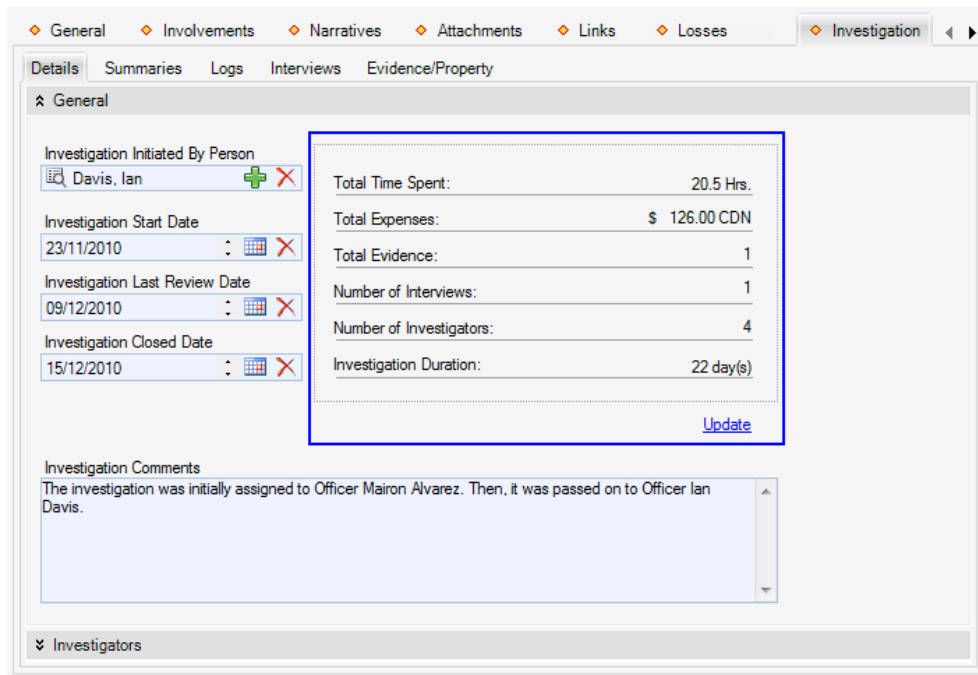 General Involvements Narratives Attachments Links Losses Investigation
Details Summaries Logs Interviews Evidence/Property
General
Investigation Initiated By Person
Davis, Ian
Investigation Start Date
23/11/2010
Investigation Last Review Date
09/12/2010
Investigation Closed Date
15/12/2010
Total Time Spent: 20.5 Hrs.
Total Expenses: $ 126.00 CDN
Total Evidence: 1
Number of Interviews: 1
Number of Investigators: 4
Investigation Duration: 22 day(s)
Update
Investigation Comments
The investigation was initially assigned to Officer Mairon Alvarez. Then, it was passed on to Officer Ian
Davis.
Investigators